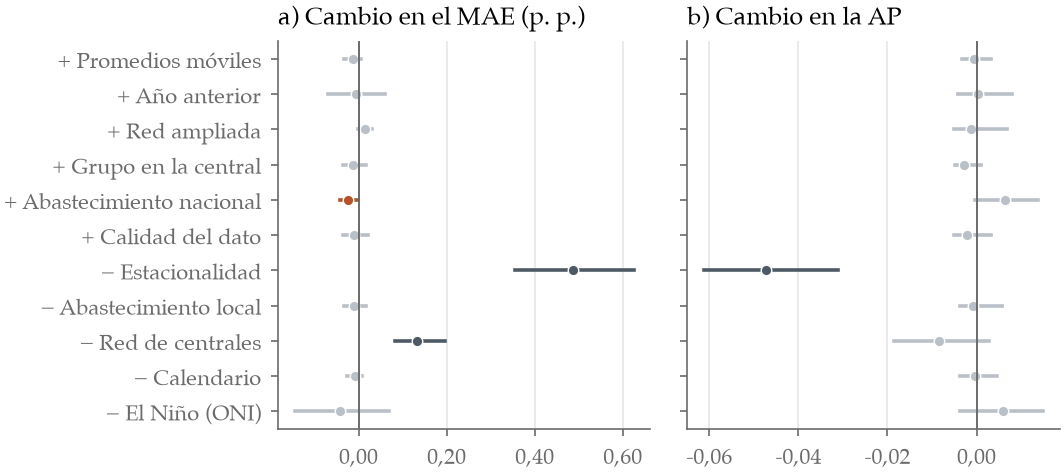 a) Cambio en el MAE (p. p.)
b) Cambio en la AP
+ Promedios móviles
+ Año anterior
+ Red ampliada
+ Grupo en la central
+ Abastecimiento nacional
+ Calidad del dato
− Estacionalidad
− Abastecimiento local
− Red de centrales
− Calendario
− El Niño (ONI)
0,00 0,20 0,40 0,60
-0,06 -0,04 -0,02 0,00